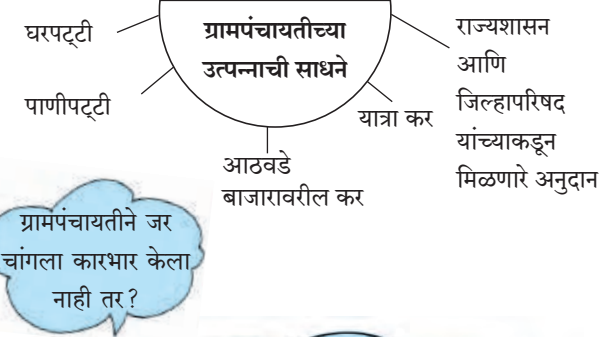 घरपट्टी
ग्रामपंचायतीच्या
उत्पन्नाची साधने
पाणीपट्टी
आठवडे
बाजारावरील कर
यात्रा कर
राज्यशासन
आणि
जिल्हापरिषद
यांच्याकडून
मिळणारे अनुदान
ग्रामपंचायतीने जर
चांगला कारभार केला
नाही तर?